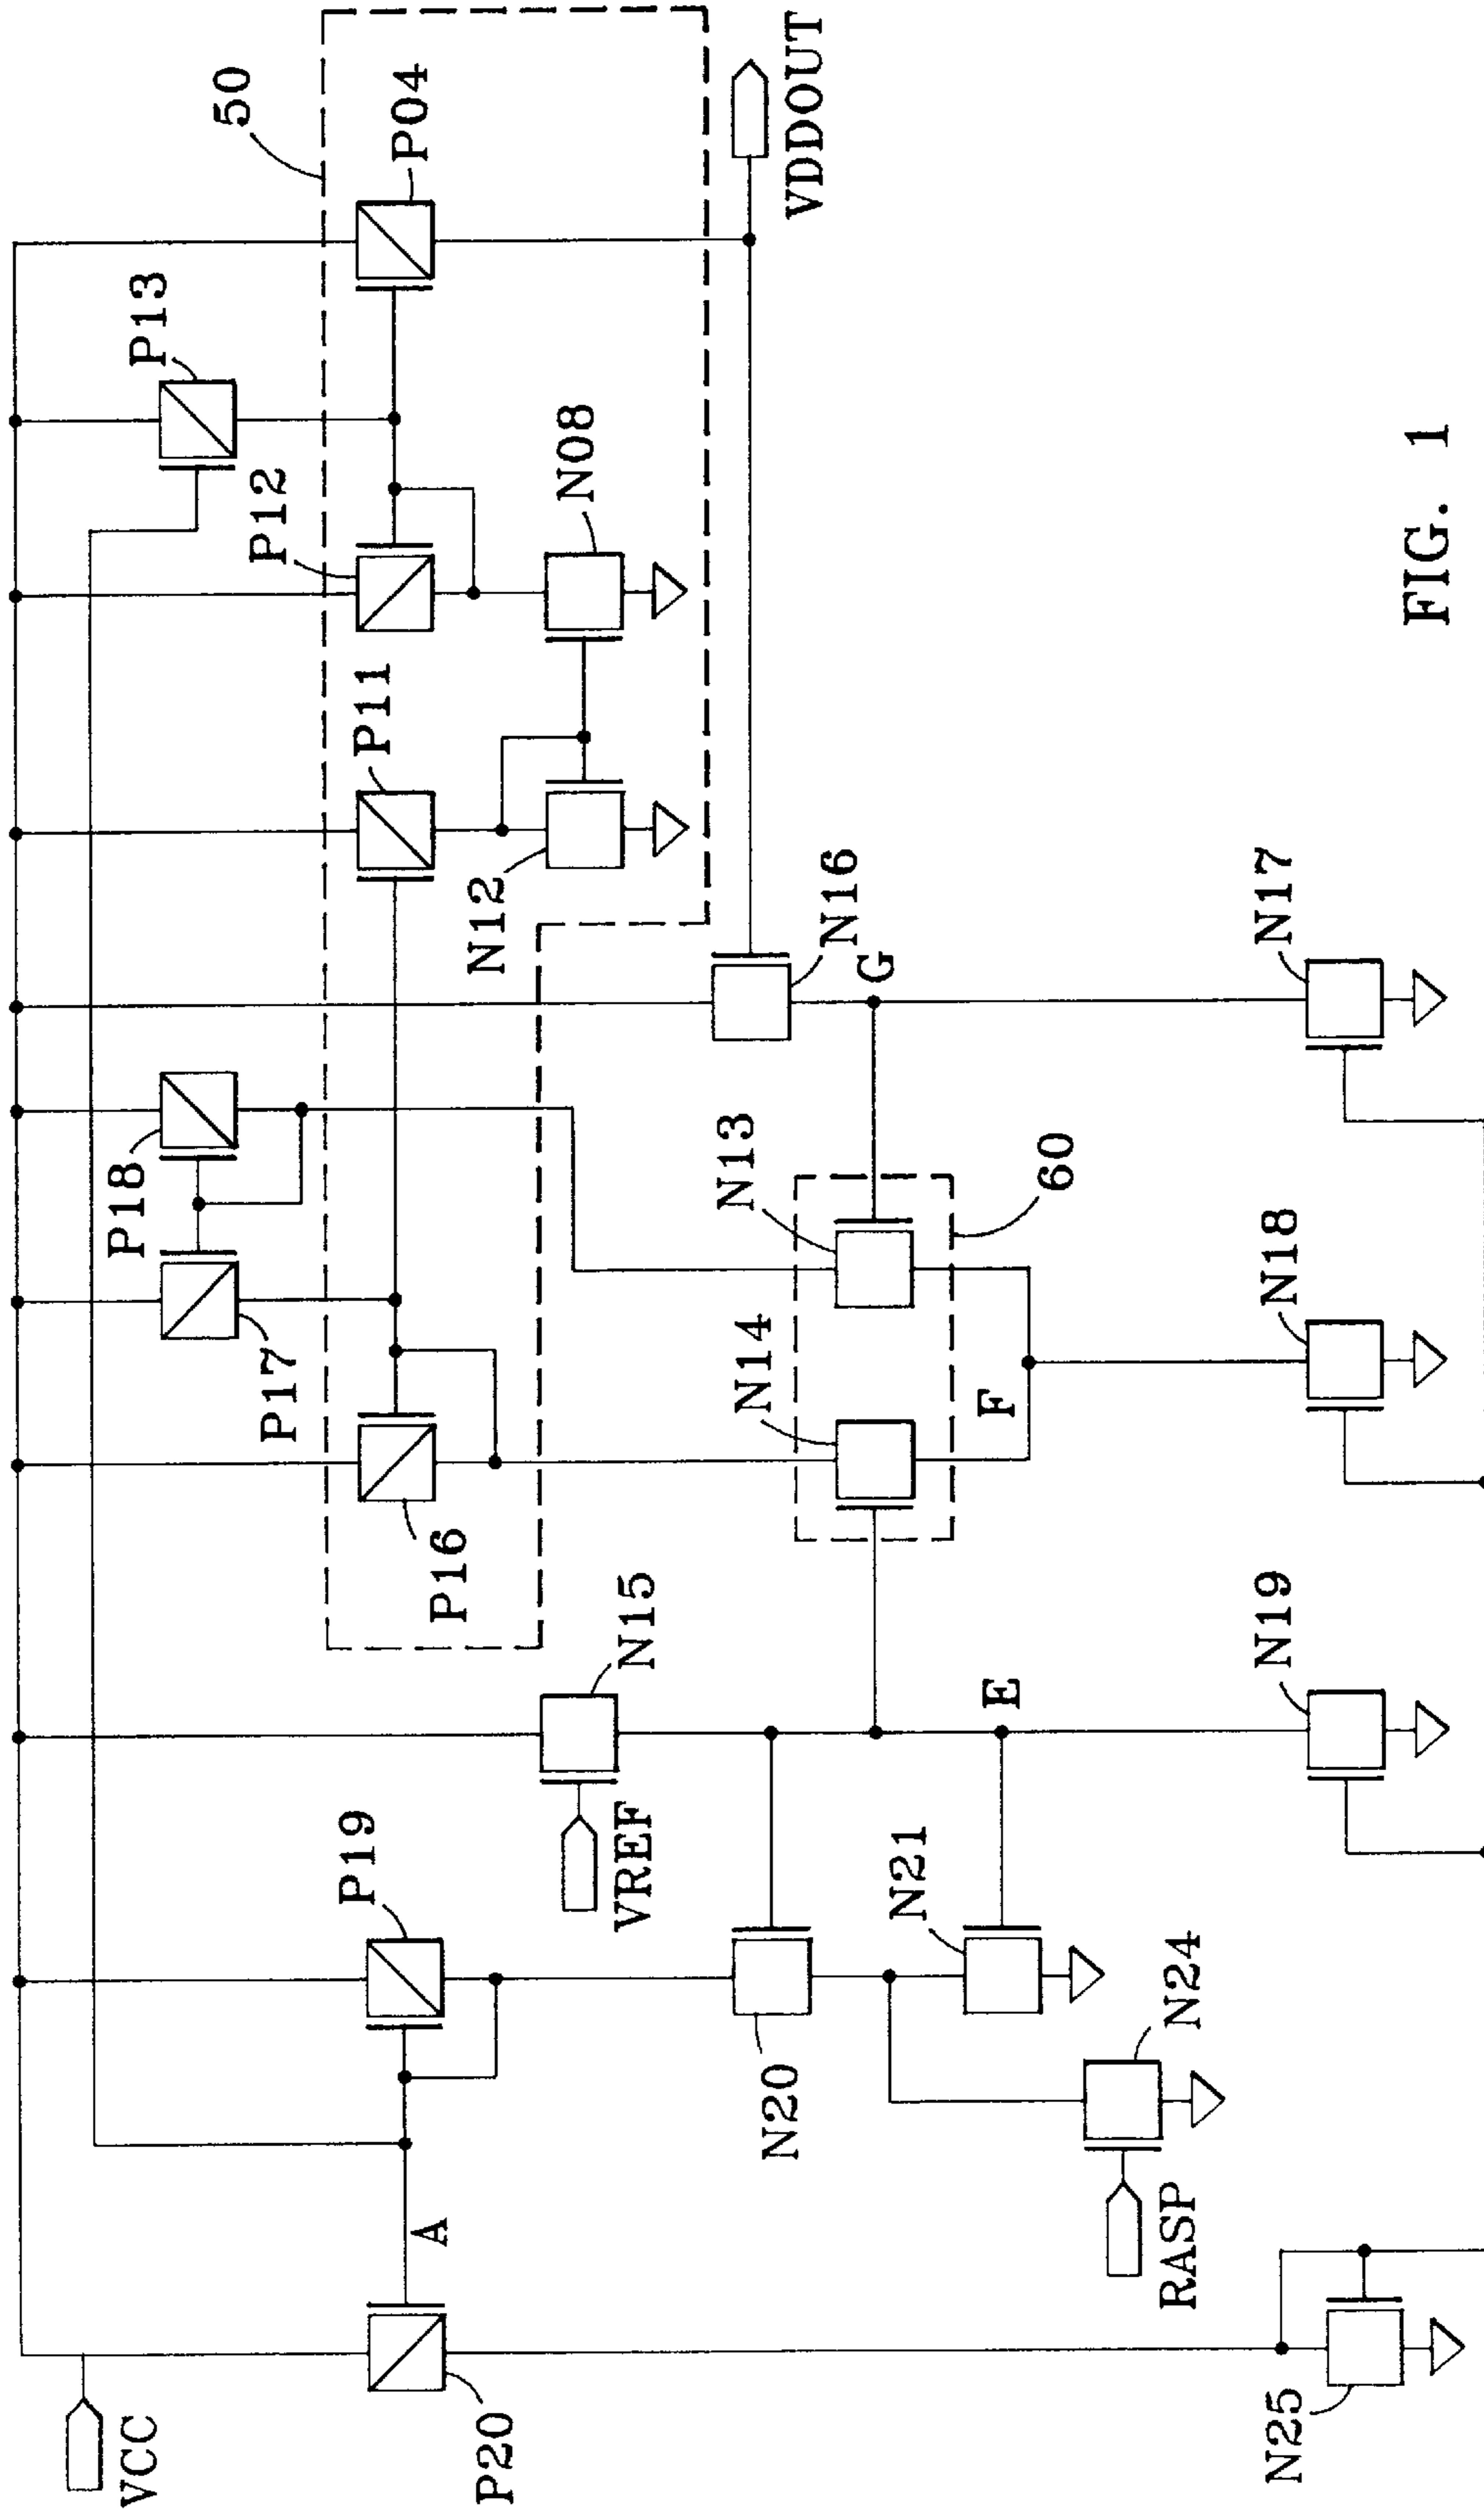 50
P13
P04
P12
P11
N08
P18
P17
N12
VDDOUT
P19
P16
N15
VREF
N16
VCC
A
N13
G
P20
N14
60
N20
N21
E
F
N24
RASP
N25
N19
N18
N17
FIG. 1